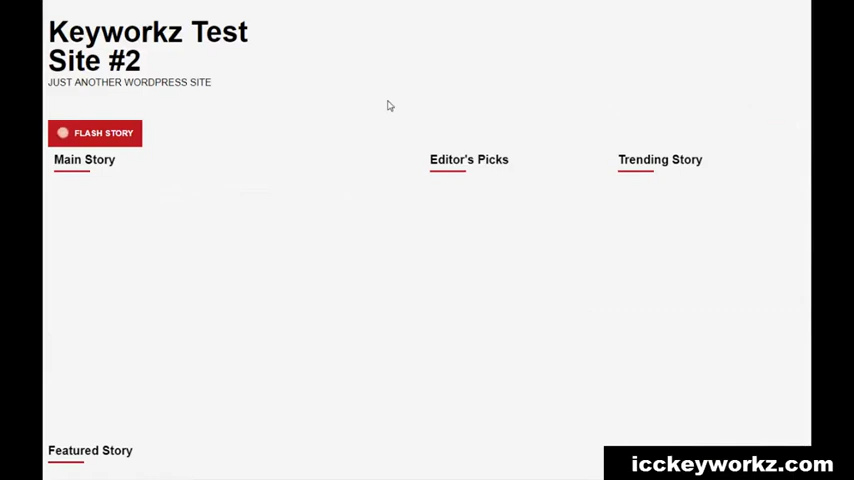 Keyworkz Test
Site #2
JUST ANOTHER WORDPRESS SITE
FLASH STORY
Main Story
Editor's Picks
Trending Story
Featured Story
icckeyworkz.com